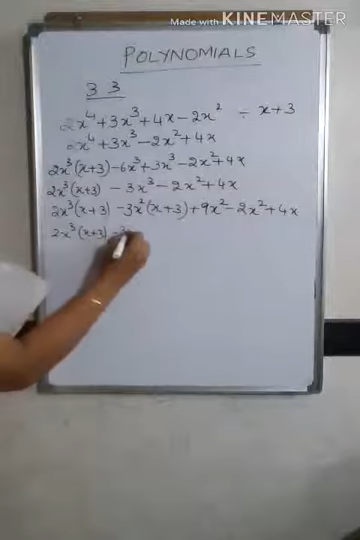 Made with KINEMASTER
POLYNOMIALS
3 3
2x⁴+3x³+4x-2x² ÷ x+3
2x⁴+3x³-2x²+4x
2x³(x+3)-6x³+3x³-2x²+4x
2x³(x+3) -3x³-2x²+4x
2x³(x+3) -3x²(x+3)+9x²-2x²+4x
2x³(x+3)